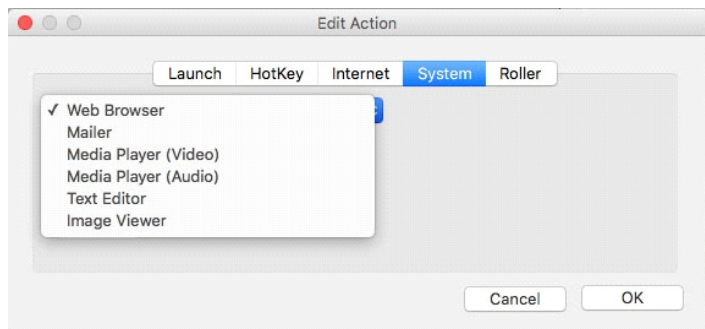 Edit Action
Launch HotKey Internet System Roller
✓ Web Browser
Mailer
Media Player (Video)
Media Player (Audio)
Text Editor
Image Viewer
Cancel OK